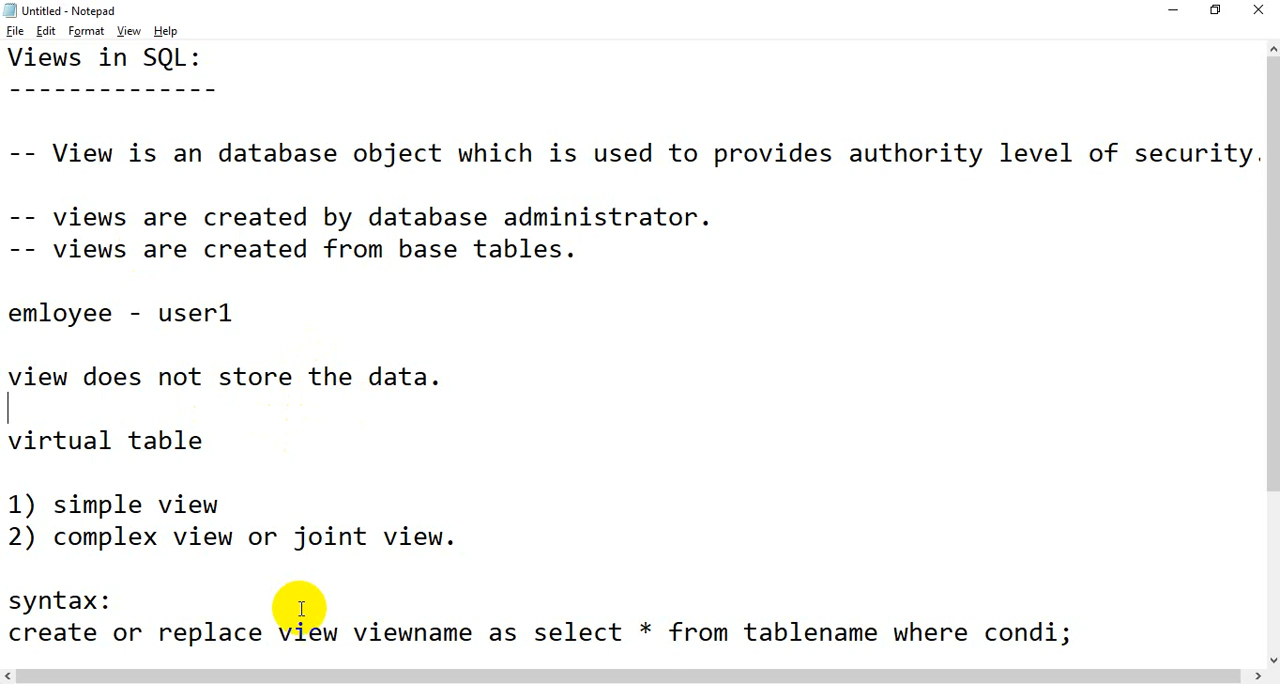 Untitled - Notepad
File Edit Format View Help
Views in SQL:
--------------
-- View is an database object which is used to provides authority level of security.
-- views are created by database administrator.
-- views are created from base tables.
emloyee - user1
view does not store the data.
virtual table
1) simple view
2) complex view or joint view.
syntax:
create or replace view viewname as select * from tablename where condi;